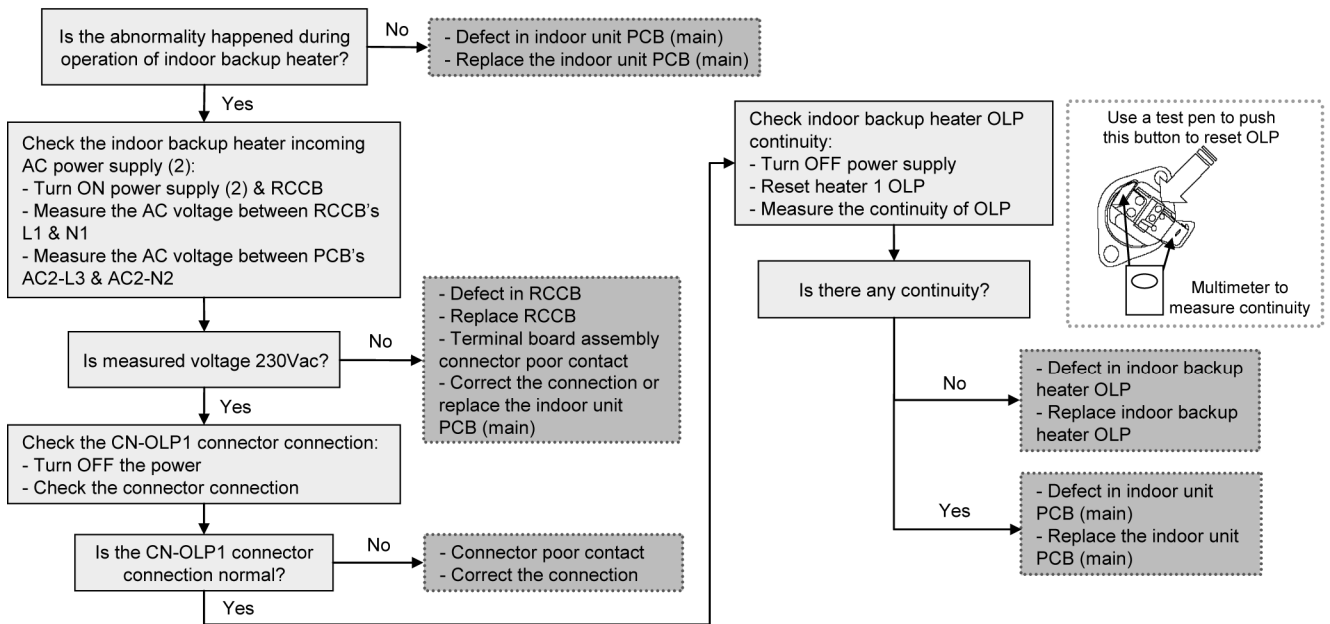 Is the abnormality happened during
operation of indoor backup heater?
No
- Defect in indoor unit PCB (main)
- Replace the indoor unit PCB (main)
Yes
Check the indoor backup heater incoming
AC power supply (2):
- Turn ON power supply (2) & RCCB
- Measure the AC voltage between RCCB's
L1 & N1
- Measure the AC voltage between PCB's
AC2-L3 & AC2-N2
Is measured voltage 230Vac?
No
- Defect in RCCB
- Replace RCCB
- Terminal board assembly
connector poor contact
- Correct the connection or
replace the indoor unit
PCB (main)
Yes
Check the CN-OLP1 connector connection:
- Turn OFF the power
- Check the connector connection
Is the CN-OLP1 connector
connection normal?
No
- Connector poor contact
- Correct the connection
Yes
Check indoor backup heater OLP
continuity:
- Turn OFF power supply
- Reset heater 1 OLP
- Measure the continuity of OLP
Use a test pen to push
this button to reset OLP
Multimeter to
measure continuity
Is there any continuity?
No
- Defect in indoor backup
heater OLP
- Replace indoor backup
heater OLP
Yes
- Defect in indoor unit
PCB (main)
- Replace the indoor unit
PCB (main)